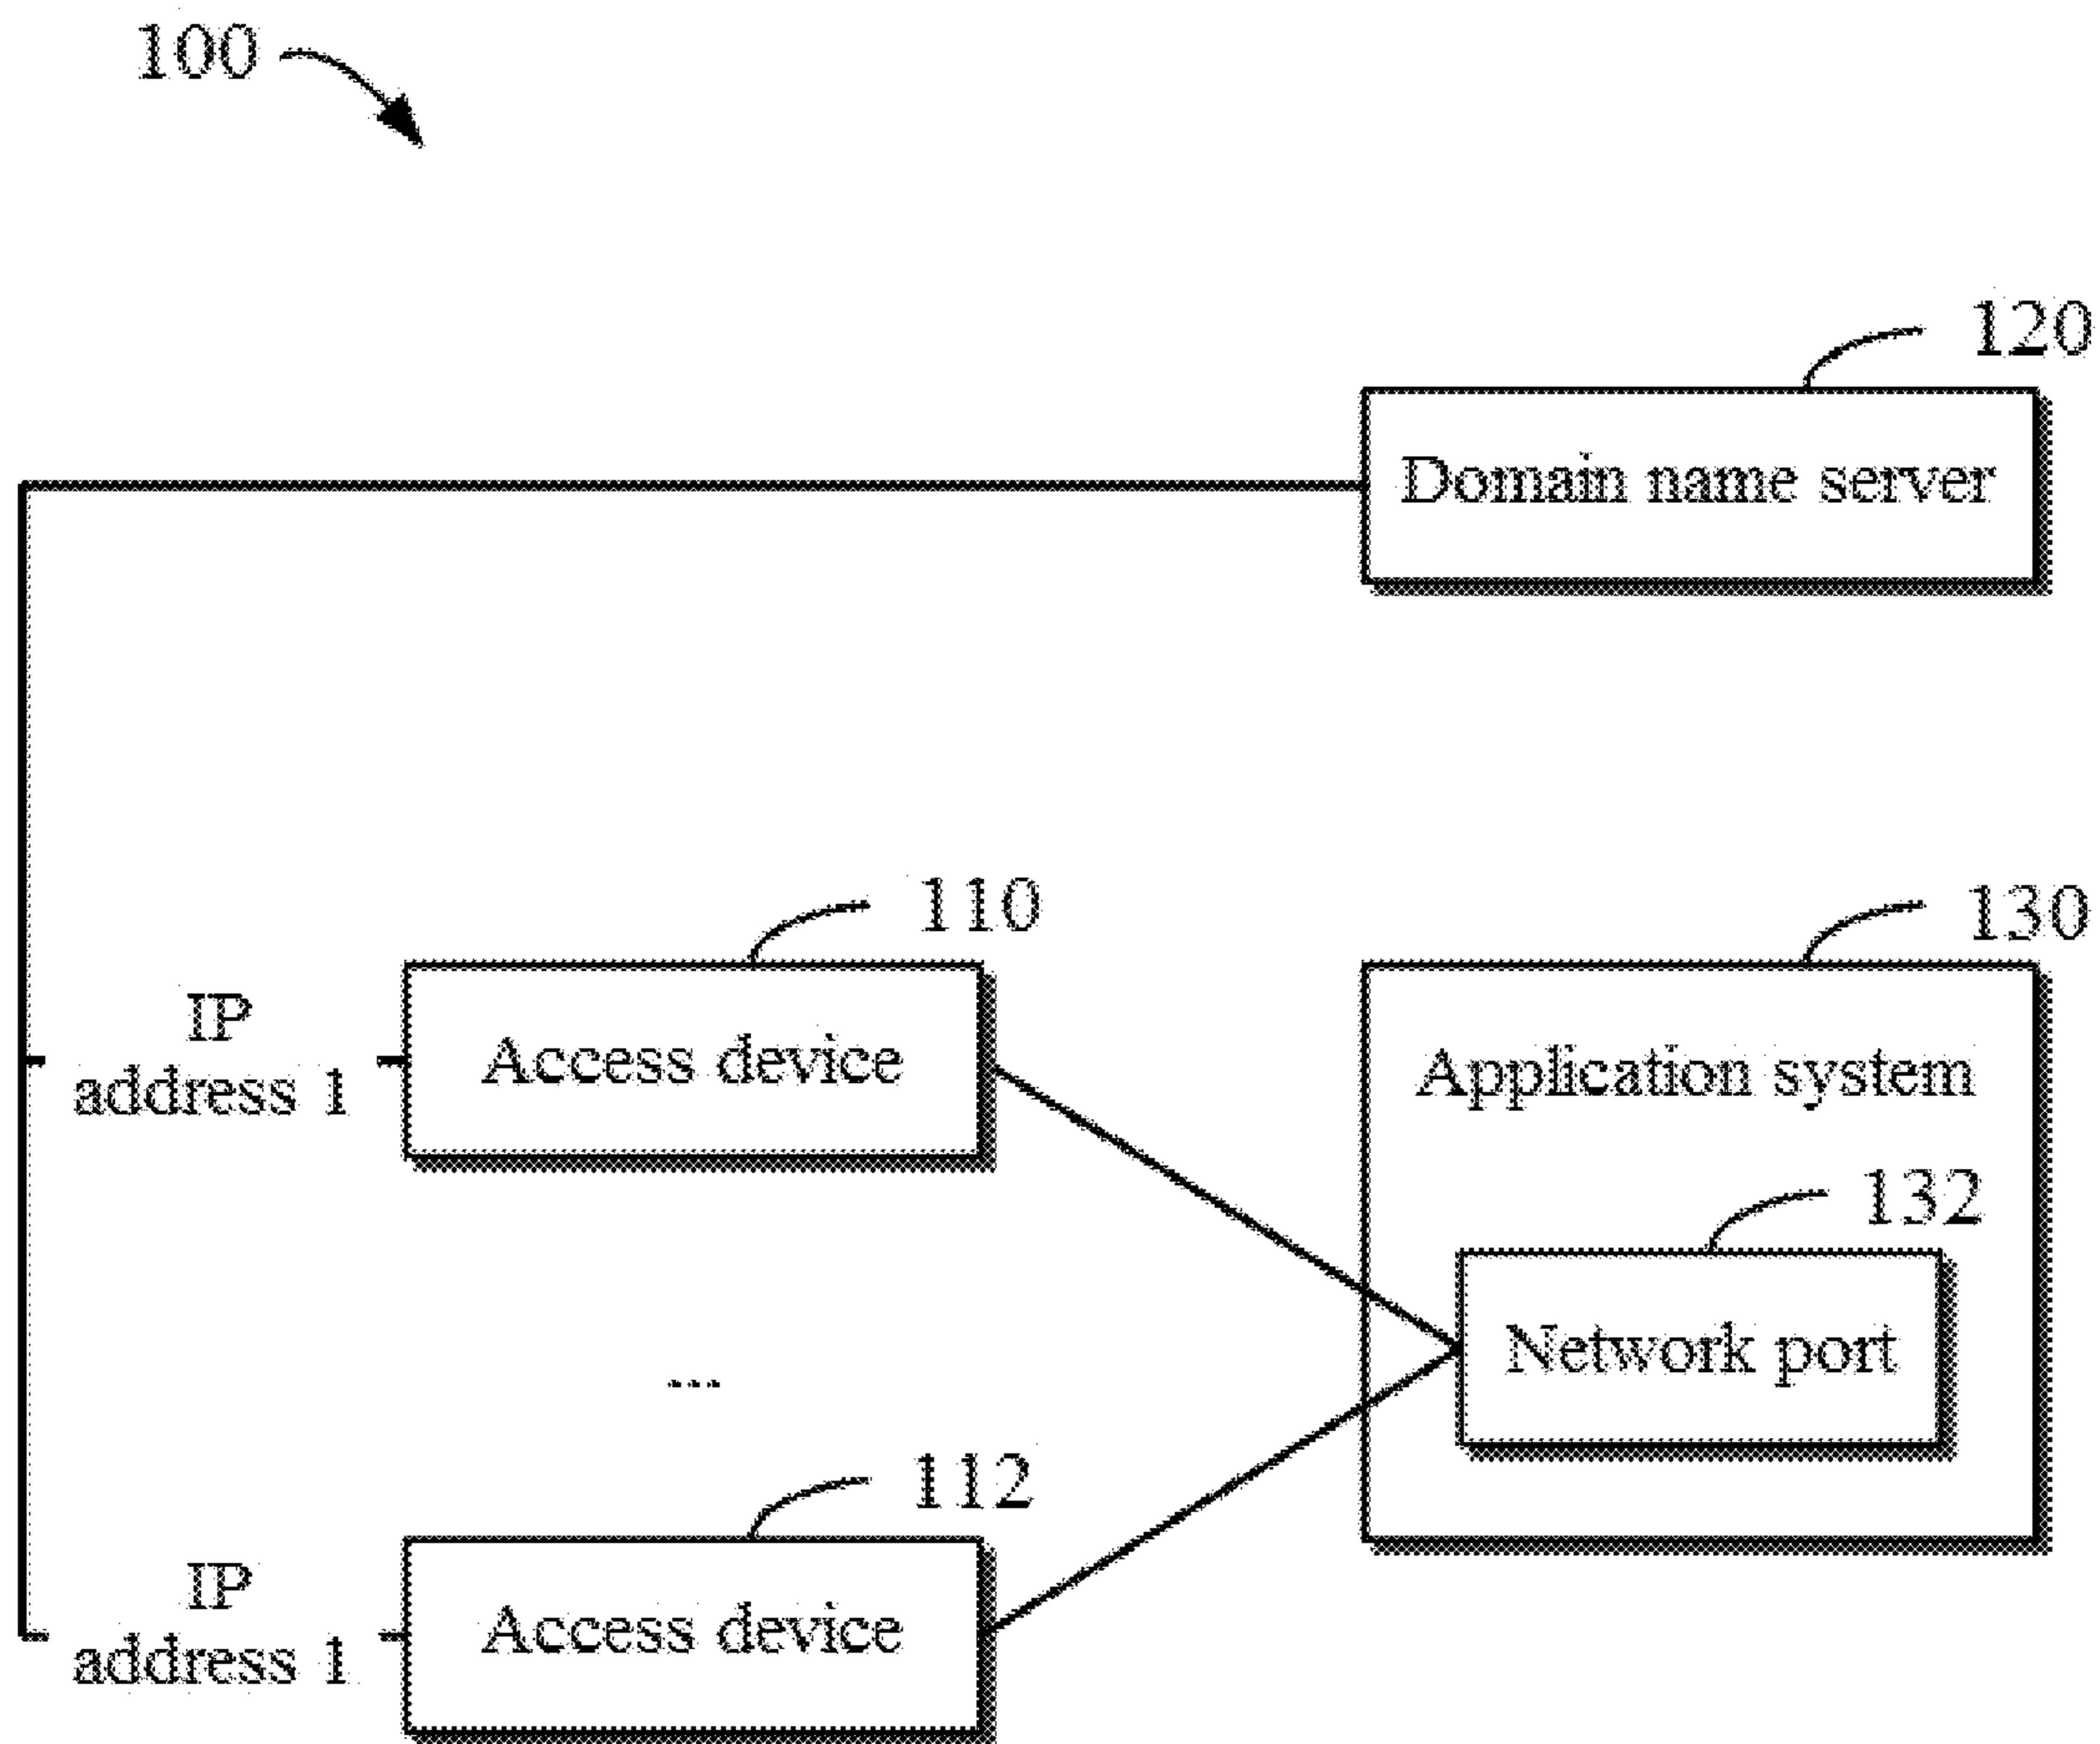 100
120
Domain name server
110
130
IP
address 1
Access device
Application system
132
Network port
...
112
IP
address 1
Access device